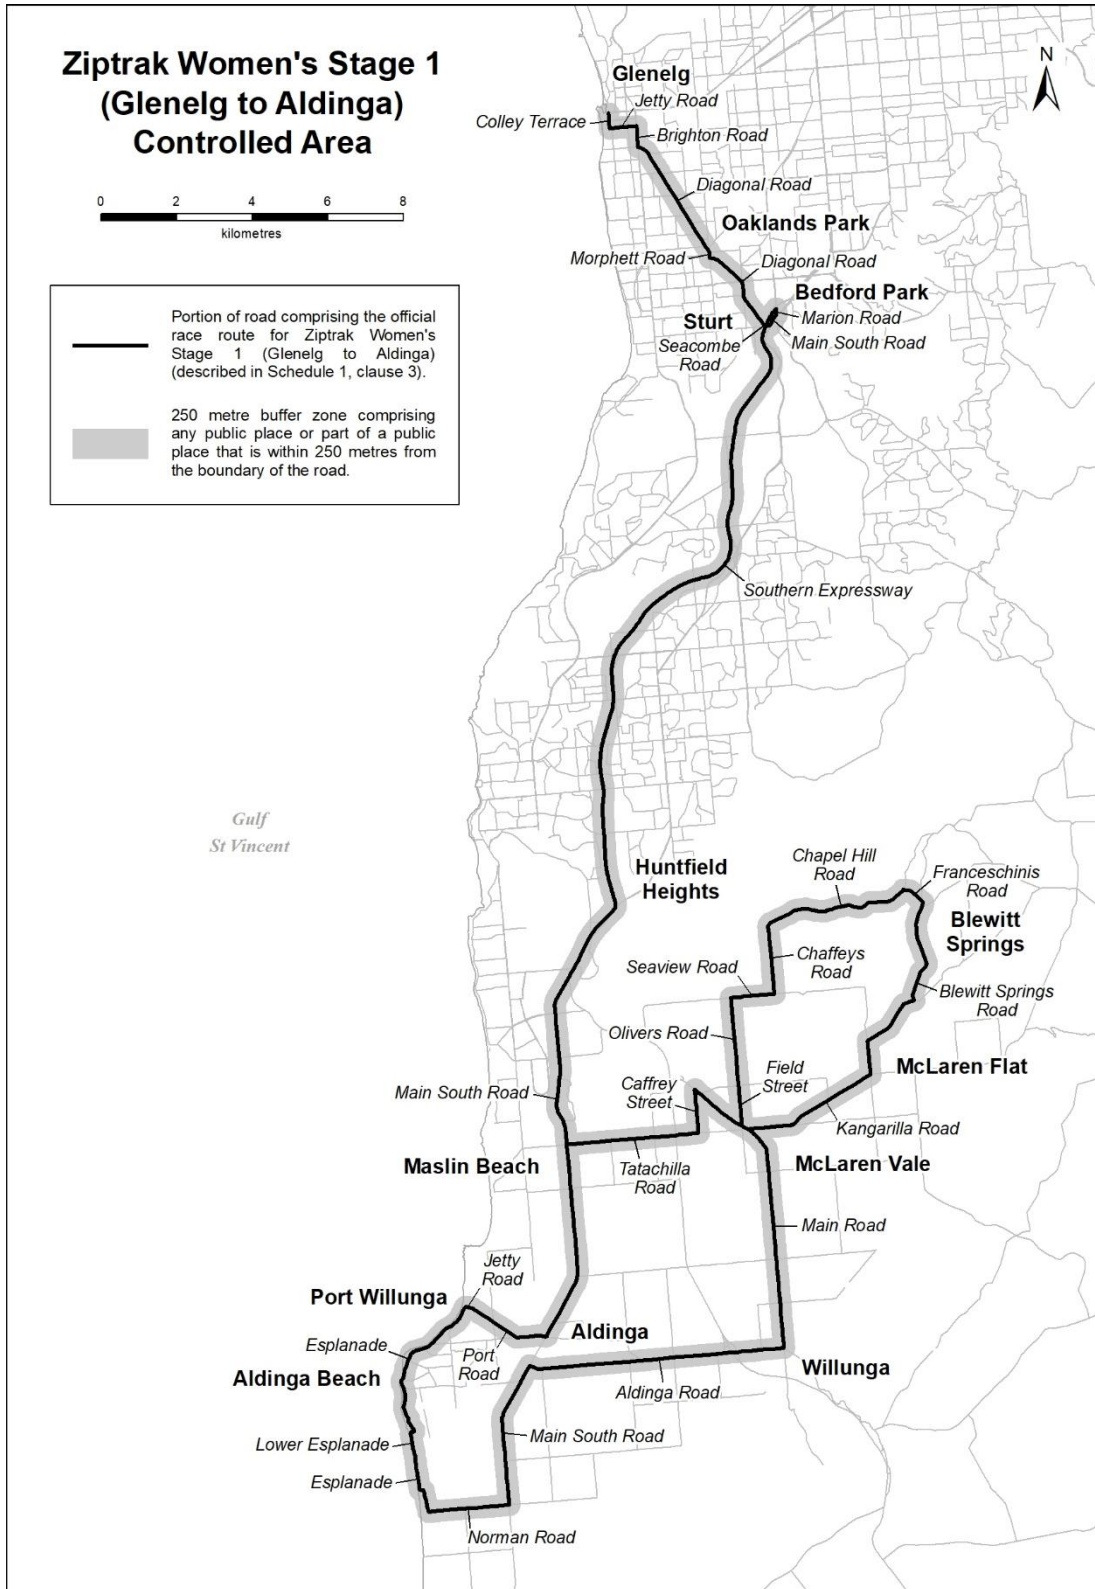 Ziptrak Women's Stage 1
(Glenelg to Aldinga)
Controlled Area
N
0 2 4 6 8
kilometres
Portion of road comprising the official
race route for Ziptrak Women's
Stage 1 (Glenelg to Aldinga)
(described in Schedule 1, clause 3).
250 metre buffer zone comprising
any public place or part of a public
place that is within 250 metres from
the boundary of the road.
Glenelg
Jetty Road
Colley Terrace
Brighton Road
Diagonal Road
Oaklands Park
Morphett Road
Diagonal Road
Bedford Park
Marion Road
Sturt
Main South Road
Seacombe
Road
Southern Expressway
Gulf
St Vincent
Huntfield
Heights
Chapel Hill
Road
Franceschinis
Road
Blewitt
Springs
Chaffeys
Road
Seaview Road
Blewitt Springs
Road
Olivers Road
Field
Street
McLaren Flat
Caffrey
Street
Main South Road
Kangarilla Road
Maslin Beach
Tatachilla
Road
McLaren Vale
Main Road
Jetty
Road
Port Willunga
Aldinga
Esplanade
Port
Road
Aldinga Beach
Willunga
Aldinga Road
Main South Road
Lower Esplanade
Esplanade
Norman Road